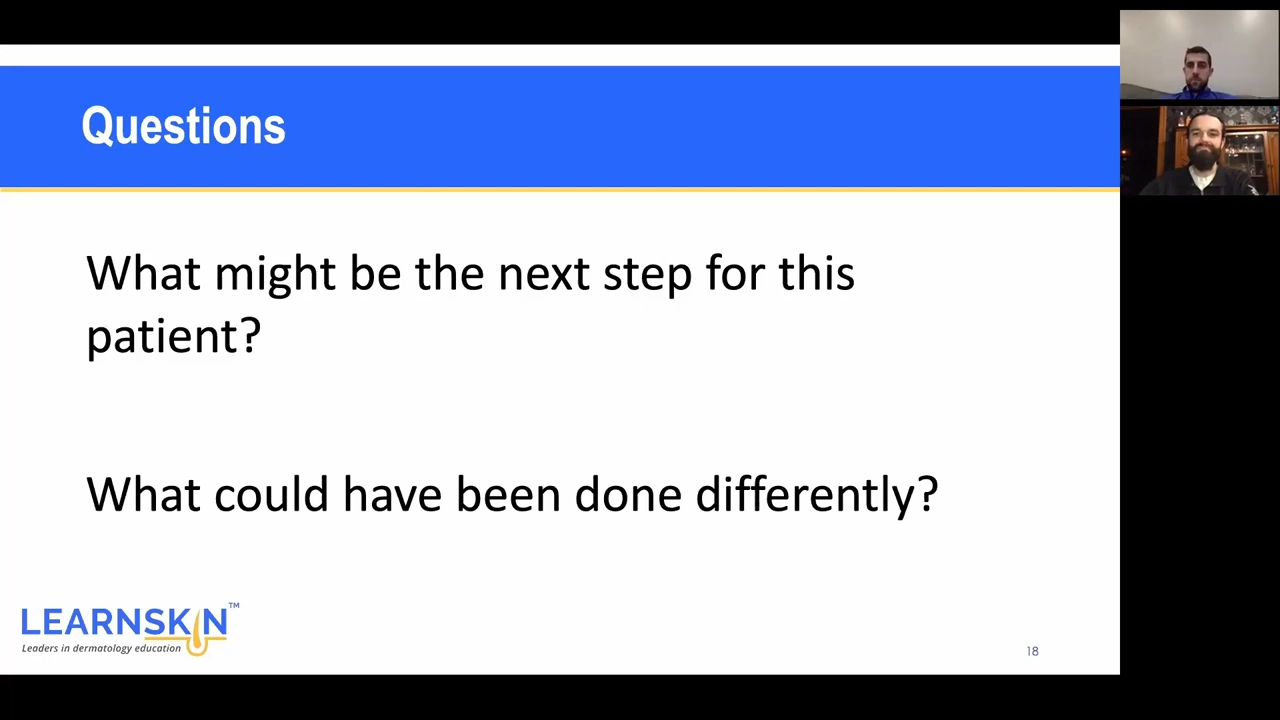 Questions
What might be the next step for this
patient?
What could have been done differently?
LEARNSKIN™
Leaders in dermatology education
18